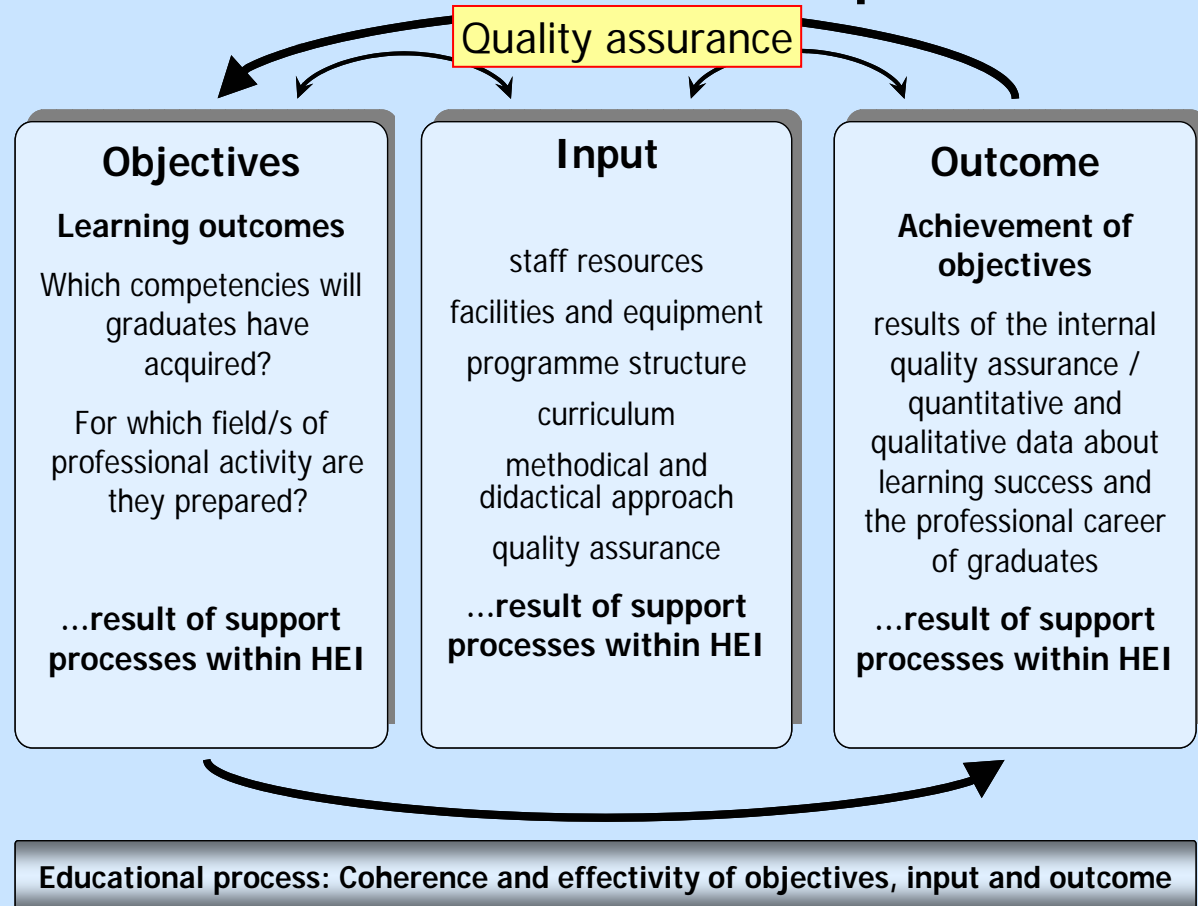 Quality assurance
Objectives
Learning outcomes
Which competencies will
graduates have
acquired?
For which field/s of
professional activity are
they prepared?
...result of support
processes within HEI
Input
staff resources
facilities and equipment
programme structure
curriculum
methodical and
didactical approach
quality assurance
...result of support
processes within HEI
Outcome
Achievement of
objectives
results of the internal
quality assurance /
quantitative and
qualitative data about
learning success and
the professional career
of graduates
...result of support
processes within HEI
Educational process: Coherence and effectivity of objectives, input and outcome